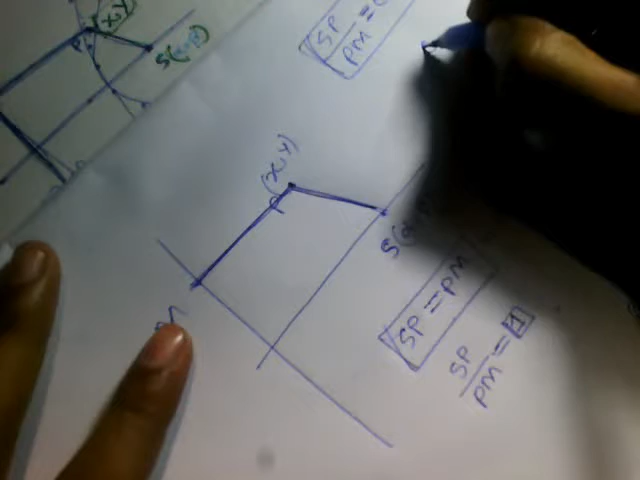 (x,y)
S(α,β)
SP/PM = e
P(x,y)
S(α,β)
M
SP = PM
SP/PM = 1